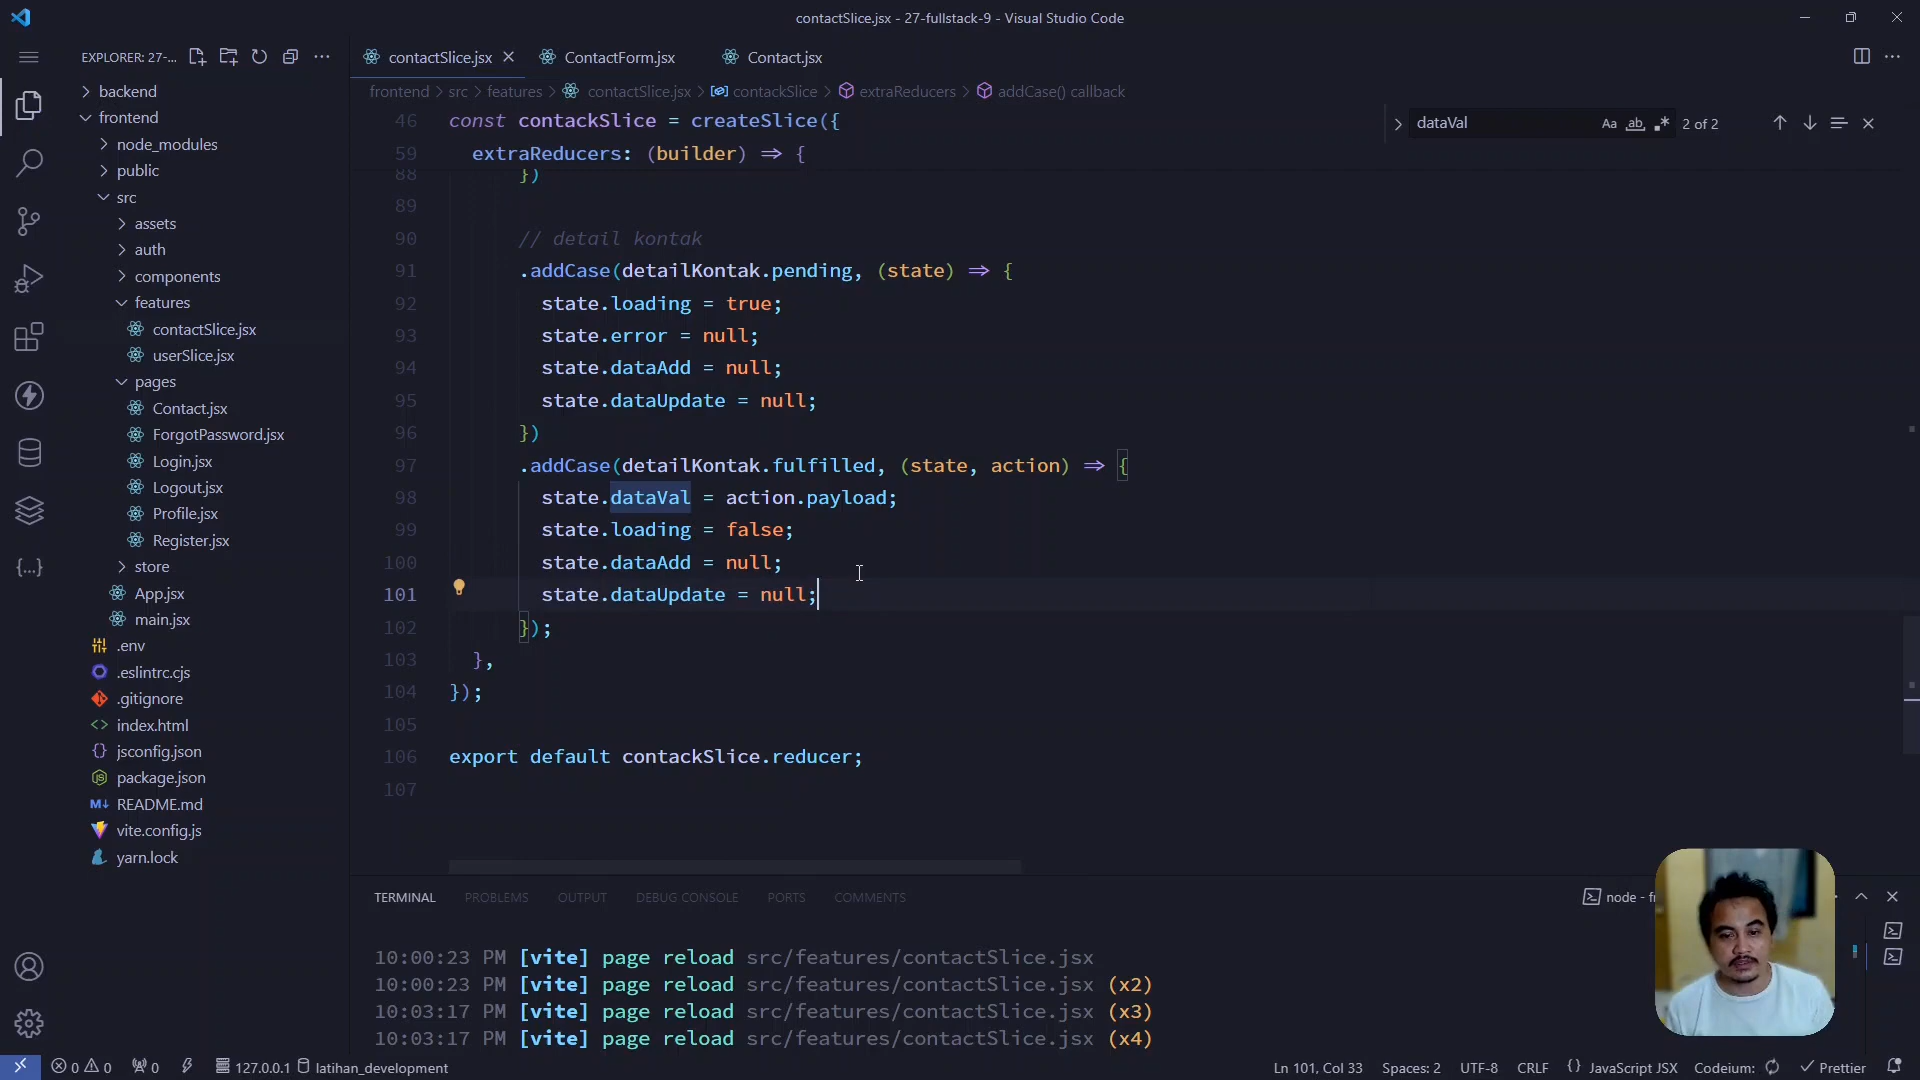 contactSlice.jsx - 27-fullstack-9 - Visual Studio Code
EXPLORER: 27-...
contactSlice.jsx
ContactForm.jsx
Contact.jsx
backend
frontend
node_modules
public
src
assets
auth
components
features
contactSlice.jsx
userSlice.jsx
pages
Contact.jsx
ForgotPassword.jsx
Login.jsx
Logout.jsx
Profile.jsx
Register.jsx
store
App.jsx
main.jsx
.env
.eslintrc.cjs
.gitignore
index.html
jsconfig.json
package.json
README.md
vite.config.js
yarn.lock
frontend > src > features > contactSlice.jsx > contackSlice > extraReducers > addCase() callback
dataVal Aa ab 2 of 2
46 const contackSlice = createSlice({
59 extraReducers: (builder) => {
88 })
89
90 // detail kontak
91 .addCase(detailKontak.pending, (state) => {
92 state.loading = true;
93 state.error = null;
94 state.dataAdd = null;
95 state.dataUpdate = null;
96 })
97 .addCase(detailKontak.fulfilled, (state, action) => {
98 state.dataVal = action.payload;
99 state.loading = false;
100 state.dataAdd = null;
101 state.dataUpdate = null;
102 });
103 },
104 });
105
106 export default contackSlice.reducer;
107
TERMINAL PROBLEMS OUTPUT DEBUG CONSOLE PORTS COMMENTS
node - f
10:00:23 PM [vite] page reload src/features/contactSlice.jsx
10:00:23 PM [vite] page reload src/features/contactSlice.jsx (x2)
10:03:17 PM [vite] page reload src/features/contactSlice.jsx (x3)
10:03:17 PM [vite] page reload src/features/contactSlice.jsx (x4)
0 0 0 127.0.0.1 latihan_development Ln 101, Col 33 Spaces: 2 UTF-8 CRLF {} JavaScript JSX Codeium: Prettier